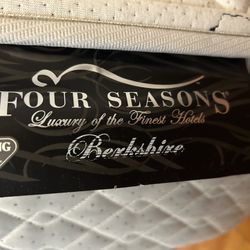 FOUR SEASONS®
Luxury of the Finest Hotels
Berkshire